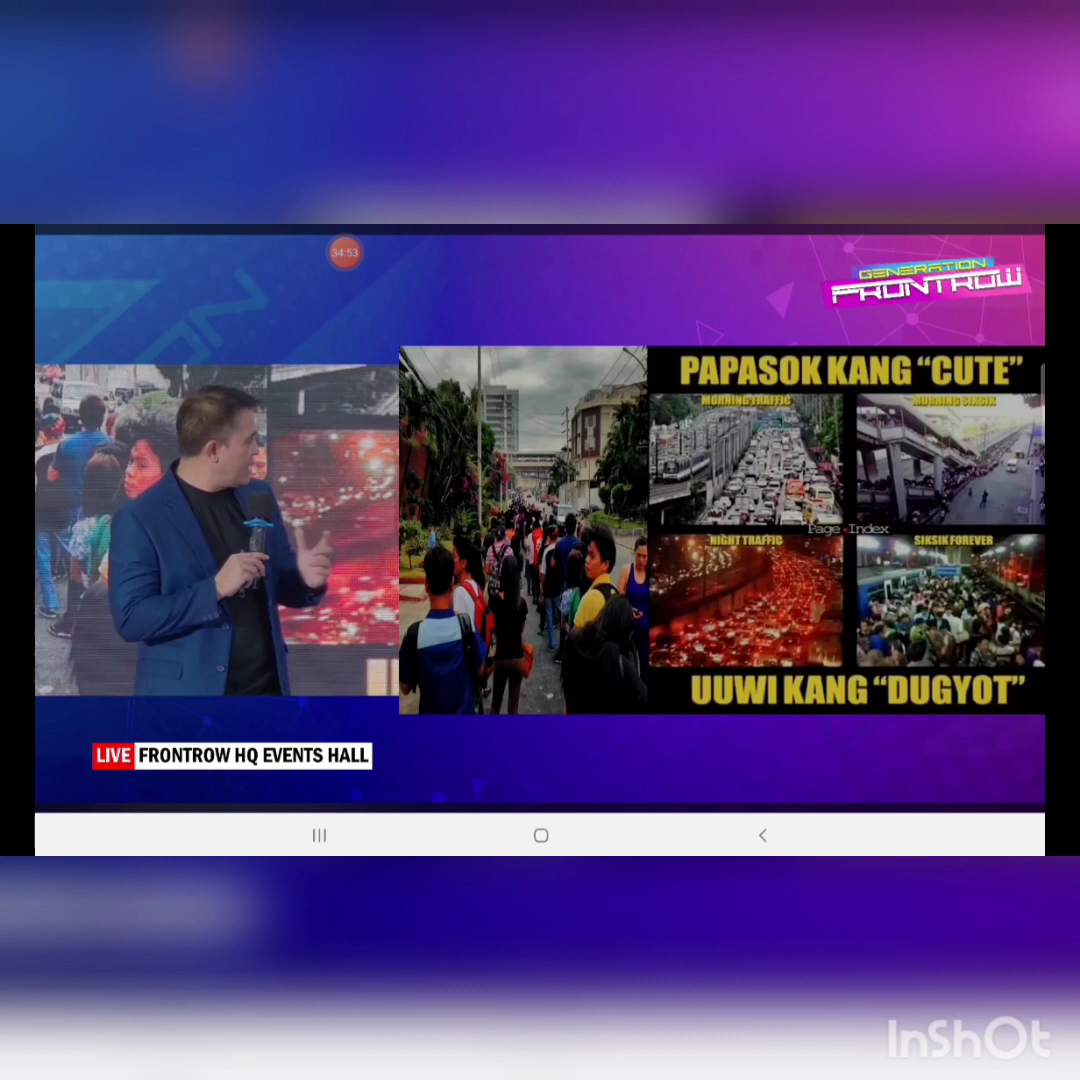 34:53
GENERATION
FRONTROW
PAPASOK KANG “CUTE”
MORNING TRAFFIC
MORNING SIKSIK
Page Index
NIGHT TRAFFIC
SIKSIK FOREVER
UUWI KANG “DUGYOT”
LIVE FRONTROW HQ EVENTS HALL
InShOt